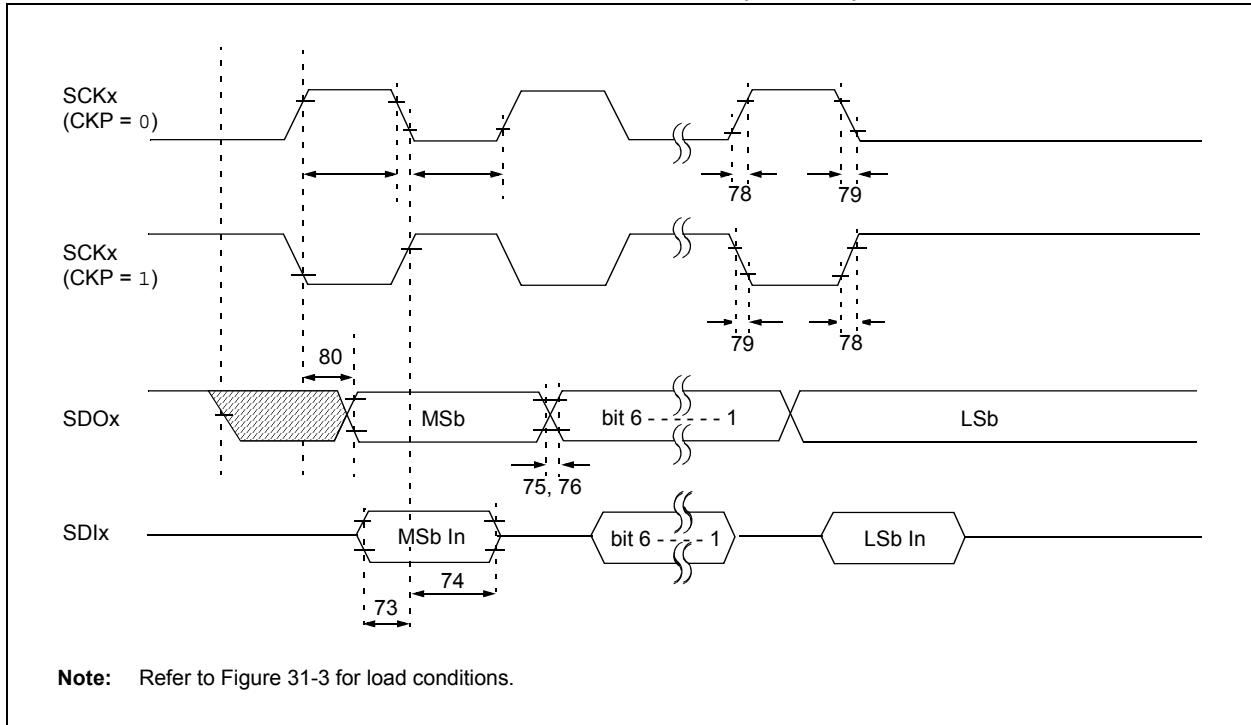 SCKx
(CKP = 0)
78
79
SCKx
(CKP = 1)
79
78
80
SDOx
MSb
bit 6 - - - - - - 1
LSb
75, 76
SDIx
MSb In
bit 6 - - - - 1
LSb In
74
73
Note: Refer to Figure 31-3 for load conditions.